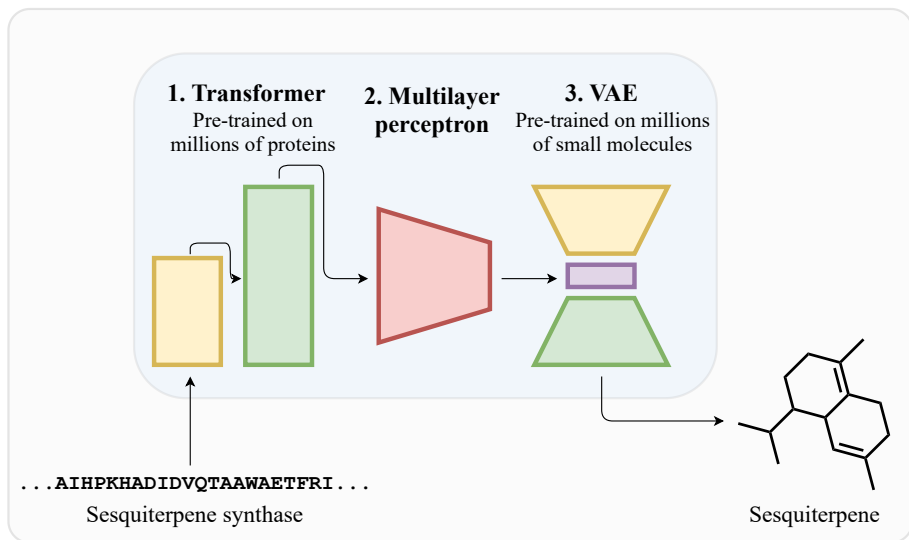 1. Transformer
Pre-trained on
millions of proteins
2. Multilayer
perceptron
3. VAE
Pre-trained on millions
of small molecules
...AIHPKHADIDVQTAAWAETFRI...
Sesquiterpene synthase
Sesquiterpene